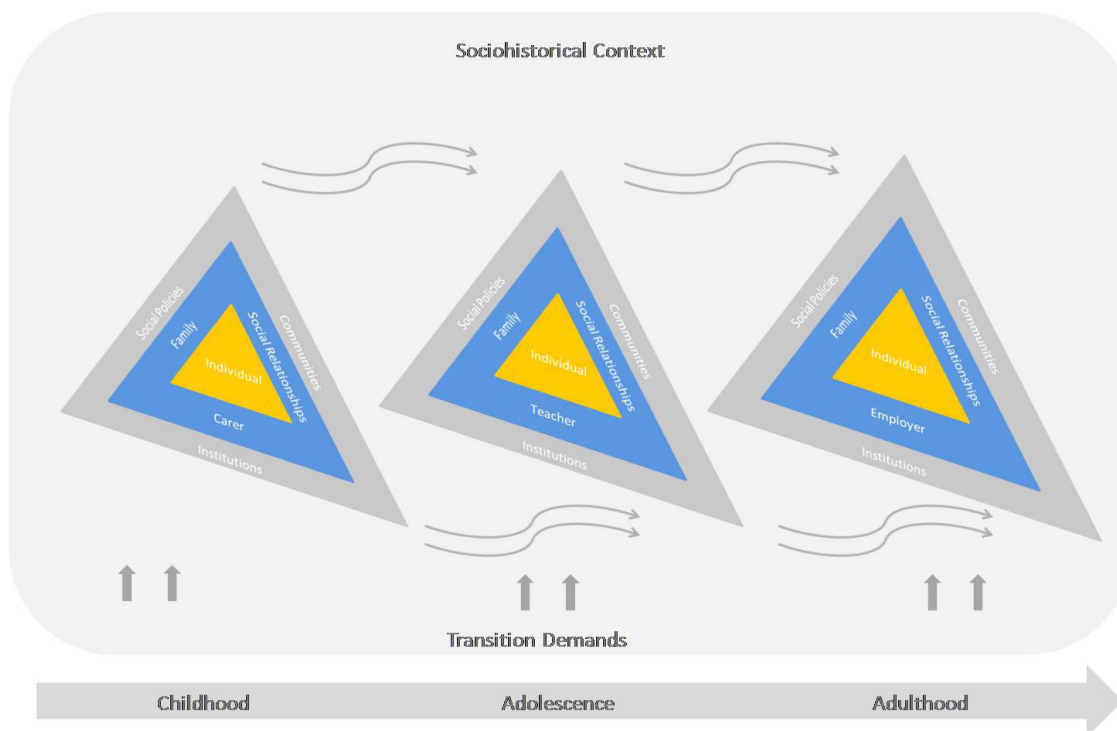 Sociohistorical Context
Social Policies
Family
Individual
Social Relationships
Communities
Carer
Institutions
Social Policies
Family
Individual
Social Relationships
Communities
Teacher
Institutions
Social Policies
Family
Individual
Social Relationships
Communities
Employer
Institutions
Transition Demands
Childhood
Adolescence
Adulthood